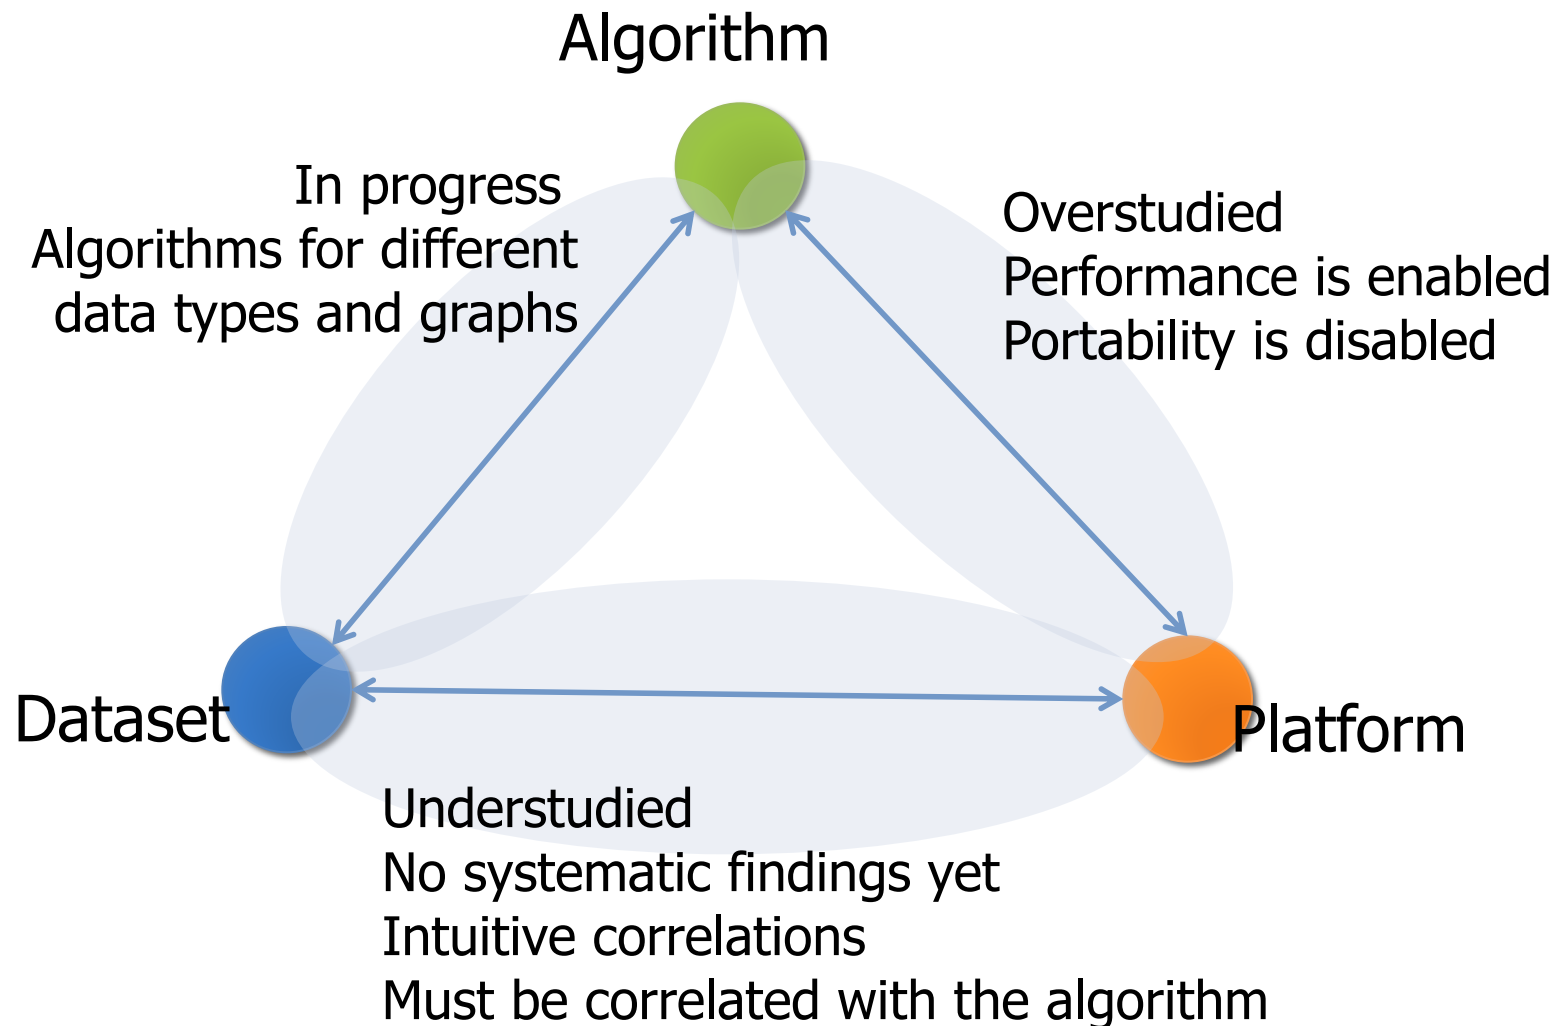 Algorithm
In progress
Algorithms for different
data types and graphs
Overstudied
Performance is enabled
Portability is disabled
Dataset
Platform
Understudied
No systematic findings yet
Intuitive correlations
Must be correlated with the algorithm